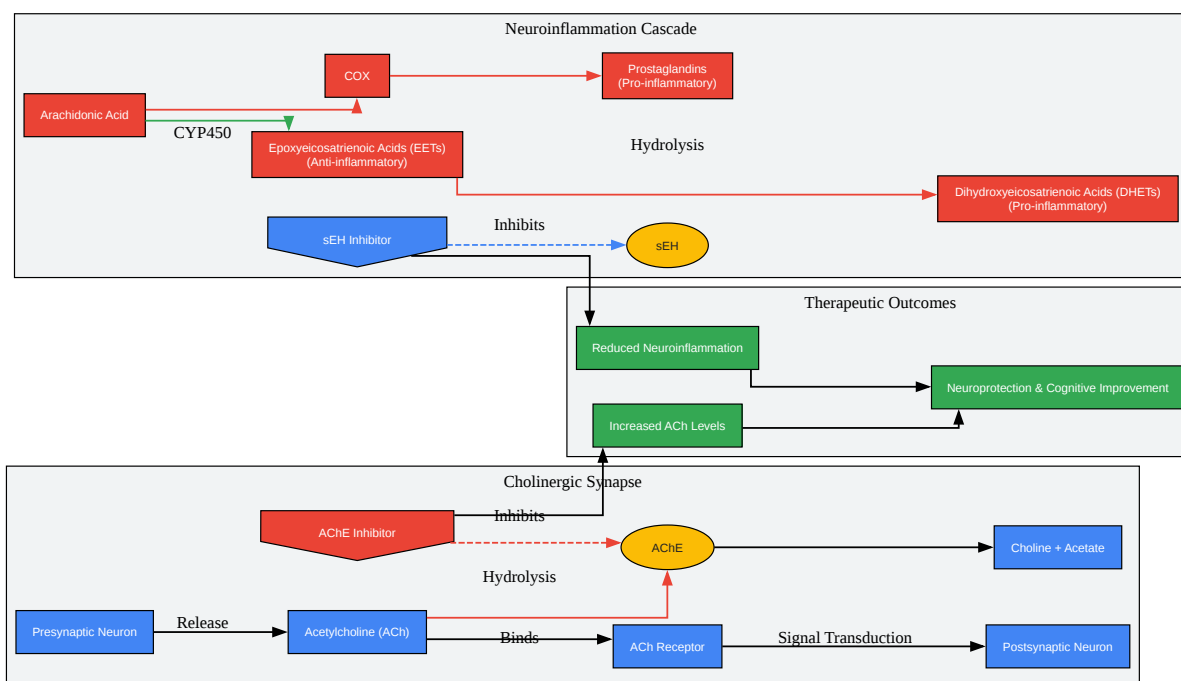 Neuroinflammation Cascade
COX
Prostaglandins
(Pro-inflammatory)
Arachidonic Acid
CYP450
Epoxyeicosatrienoic Acids (EETs)
(Anti-inflammatory)
Hydrolysis
Dihydroxyeicosatrienoic Acids (DHETs)
(Pro-inflammatory)
sEH Inhibitor
Inhibits
sEH
Therapeutic Outcomes
Reduced Neuroinflammation
Neuroprotection & Cognitive Improvement
Increased ACh Levels
Cholinergic Synapse
AChE Inhibitor
Inhibits
AChE
Choline + Acetate
Hydrolysis
Presynaptic Neuron
Release
Acetylcholine (ACh)
Binds
ACh Receptor
Signal Transduction
Postsynaptic Neuron